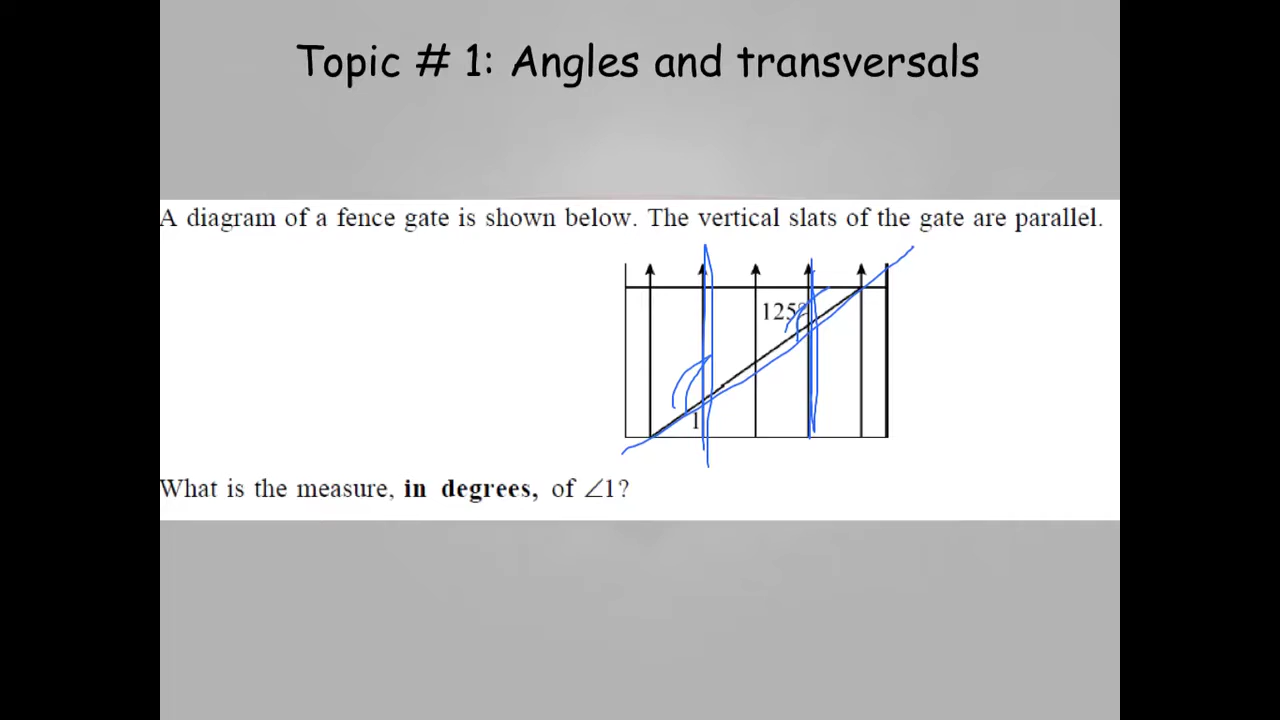 Topic # 1: Angles and transversals
A diagram of a fence gate is shown below. The vertical slats of the gate are parallel.
125°
1
What is the measure, in degrees, of ∠1?